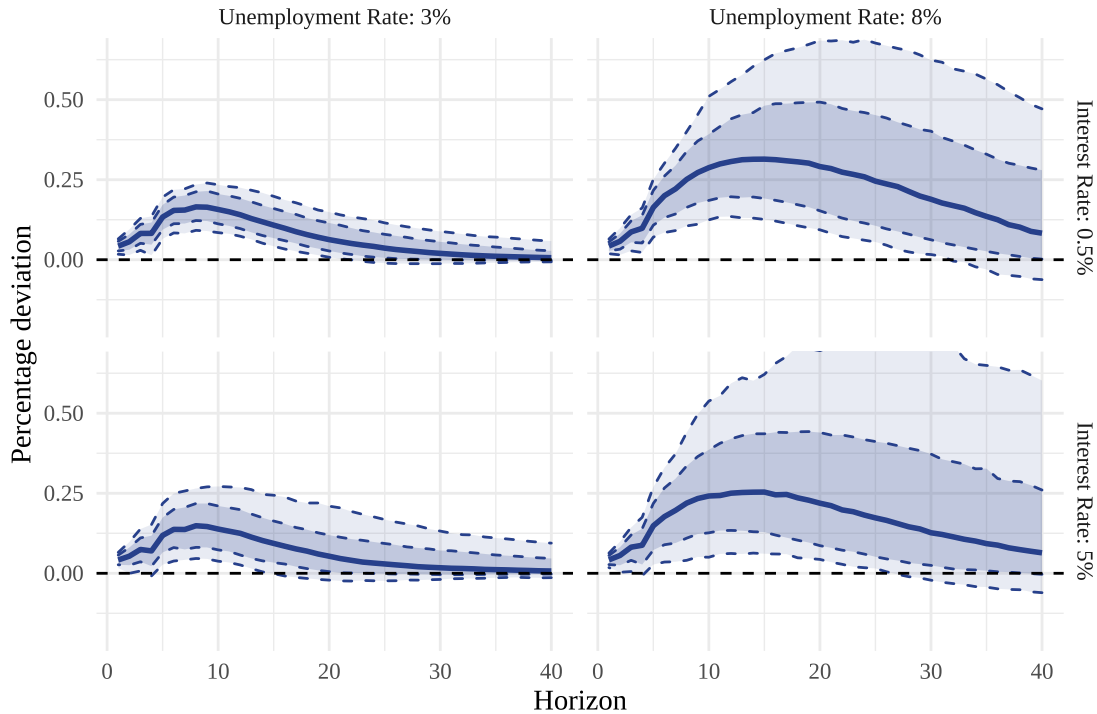 Unemployment Rate: 3%
Unemployment Rate: 8%
Percentage deviation
0.50
0.25
0.00
Interest Rate: 0.5%
0.50
0.25
0.00
Interest Rate: 5%
0 10 20 30 40
0 10 20 30 40
Horizon